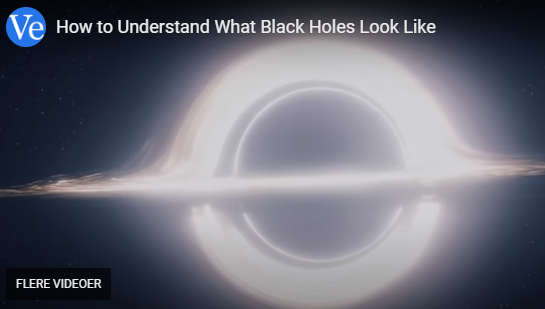 Ve
How to Understand What Black Holes Look Like
FLERE VIDEOER